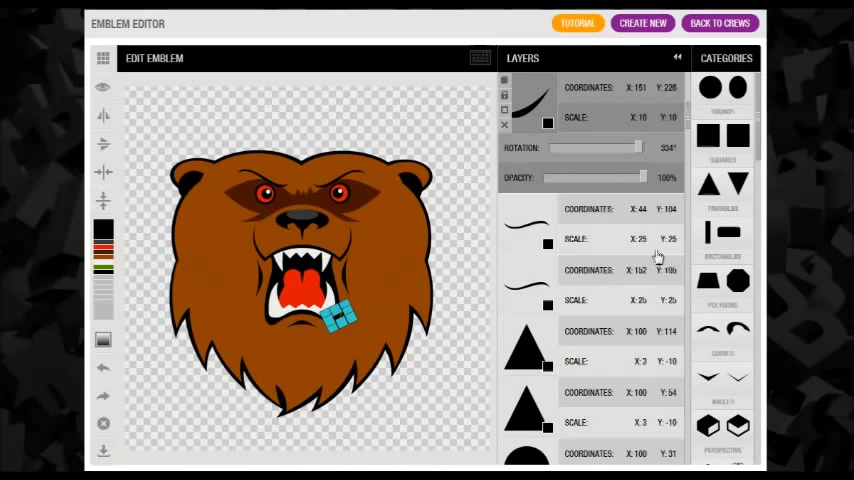 EMBLEM EDITOR
TUTORIAL
CREATE NEW
BACK TO CREWS
EDIT EMBLEM
LAYERS
CATEGORIES
COORDINATES: X: 151 Y: 226
SCALE: X: 10 Y: 10
ROTATION: 334°
OPACITY: 100%
COORDINATES: X: 44 Y: 104
SCALE: X: 25 Y: 25
COORDINATES: X: 152 Y: 195
SCALE: X: 25 Y: 25
COORDINATES: X: 100 Y: 114
SCALE: X: 3 Y: -10
COORDINATES: X: 100 Y: 54
SCALE: X: 3 Y: -10
COORDINATES: X: 100 Y: 31
ROUNDS
SQUARES
TRIANGLES
RECTANGLES
POLYGONS
CURVES
ANGLES
PERSPECTIVE